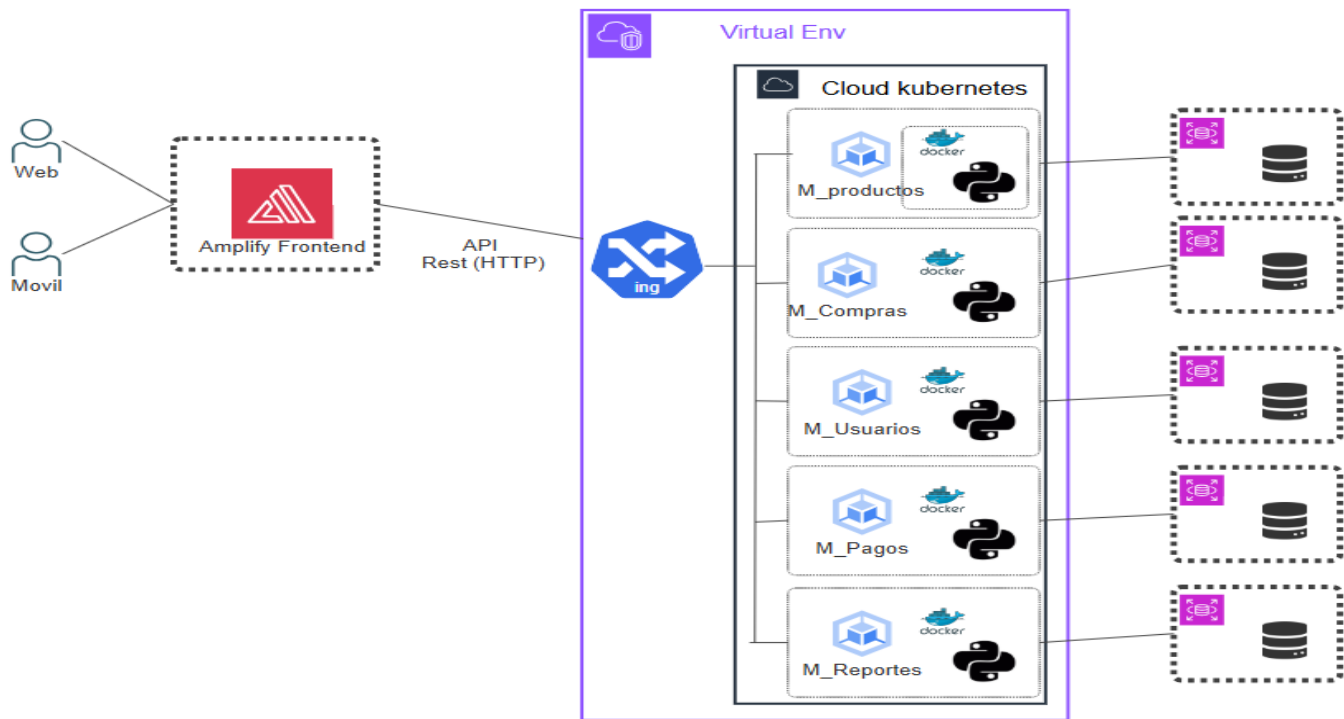 Virtual Env
Cloud kubernetes
Web
Movil
Amplify Frontend
API
Rest (HTTP)
ing
docker
M_productos
docker
M_Compras
docker
M_Usuarios
docker
M_Pagos
docker
M_Reportes